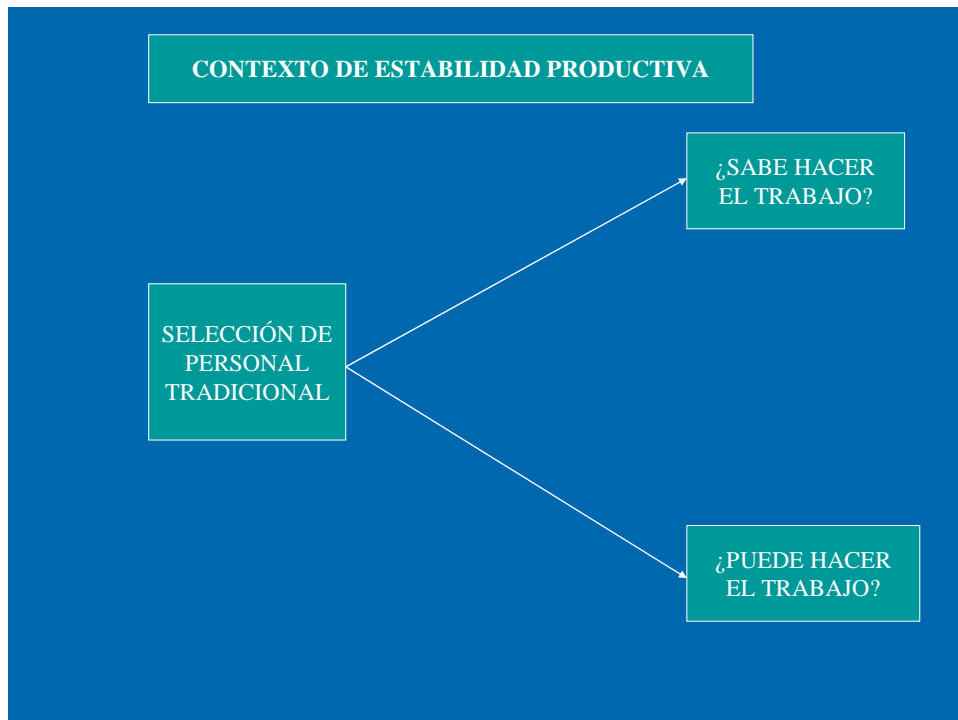 CONTEXTO DE ESTABILIDAD PRODUCTIVA
¿SABE HACER
EL TRABAJO?
SELECCIÓN DE
PERSONAL
TRADICIONAL
¿PUEDE HACER
EL TRABAJO?